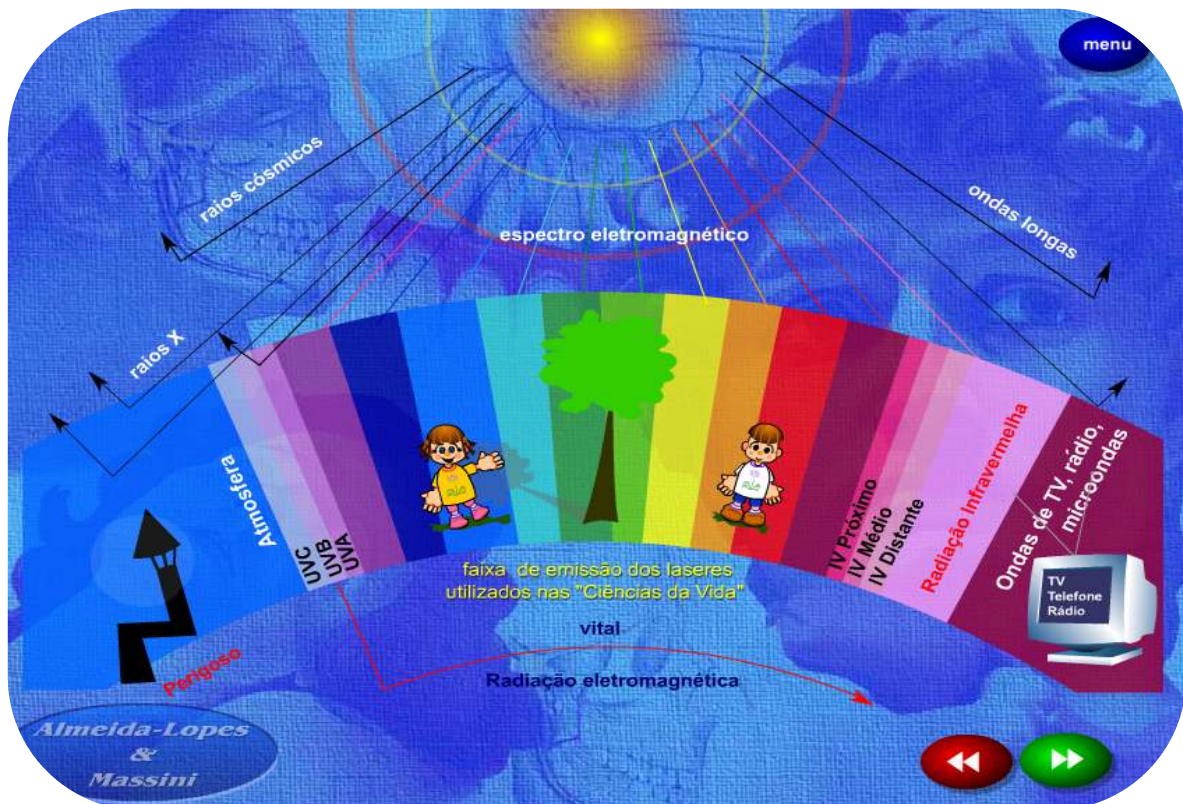 menu
raios cósmicos
ondas longas
espectro eletromagnético
raios X
Atmosfera
UVC
UVB
UVA
IV Próximo
IV Médio
IV Distante
Radiação Infravermelha
Ondas de TV, rádio,
microondas
TV
Telefone
Rádio
faixa de emissão dos laseres
utilizados nas "Ciências da Vida"
vital
Radiação eletromagnética
Perigoso
Almeida-Lopes
&
Massini